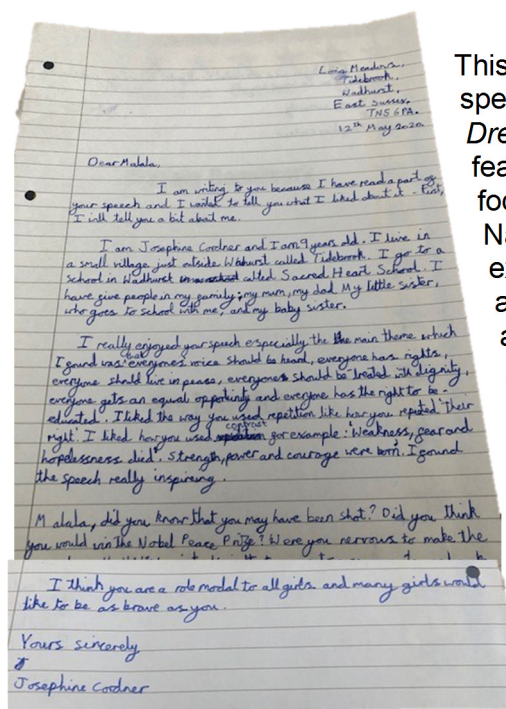 Lois Meadows,
Tidebrook,
Wadhurst,
East Sussex.
TN5 6PA.
12th May 2020.
Dear Malala,
I am writing to you because I have read a part of
your speech and I wanted to tell you what I liked about it - First,
I will tell you a bit about me.
I am Josephine Cordner and I am 9 years old. I live in
a small village just outside Wadhurst called Tidebrook. I go to a
school in Wadhurst called Sacred Heart School. I
have five people in my family: my mum, my dad My little sister,
who goes to school with me, and my baby sister.
I really enjoyed your speech especially the the main theme which
I found was that everyone's voice should be heard, everyone has rights,
everyone should live in peace, everyone should be treated with dignity,
everyone gets an equal opportunity and everyone has the right to be
educated. I liked the way you used repetition like how you repeted 'Their
right'. I liked how you used contrast for example: 'Weakness, fear and
hopelessness died'. Strength, power and courage were born. I found
the speech really inspireing.
Malala, did you know that you may have been shot? Did you think
you would win the Nobel Peace Prize? Were you nervous to make the
I think you are a role modal to all girls and many girls would
like to be as brave as you.
Yours sincerely
Josephine Cordner
This
spe
Dre
fea
foc
Na
ex
a
a